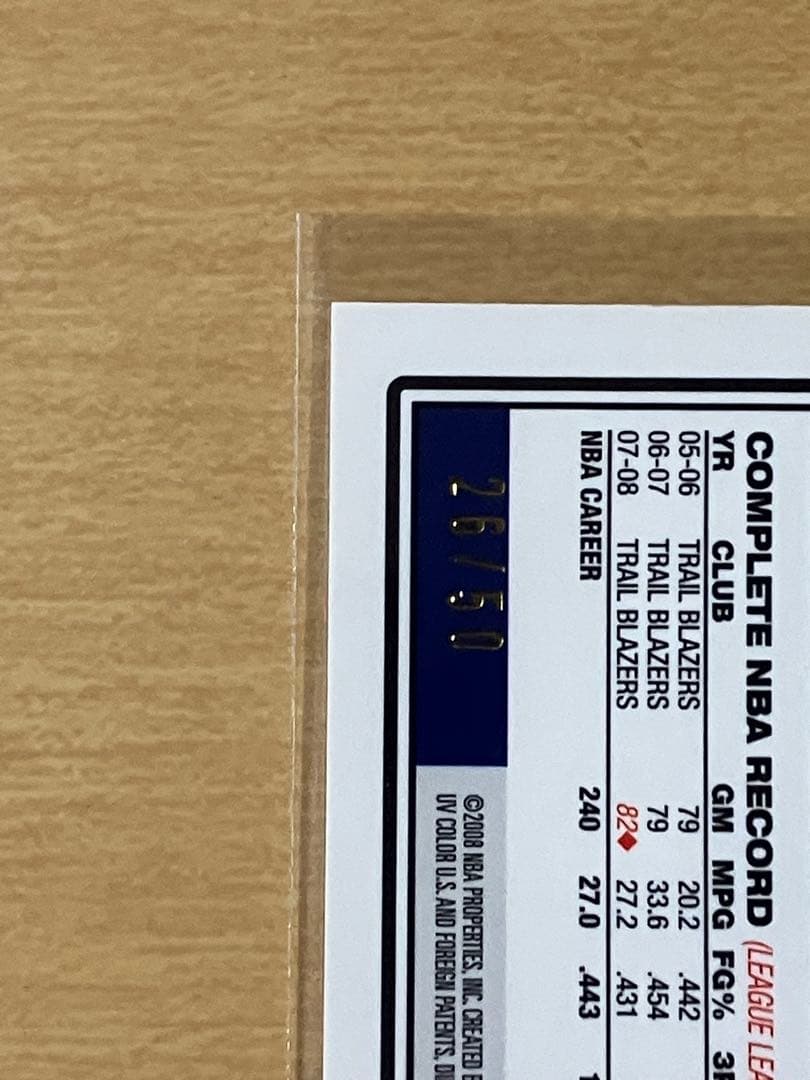 COMPLETE NBA RECORD (LEAGUE
YR CLUB GM MPG FG%
05-06 TRAIL BLAZERS 79 20.2 .442
06-07 TRAIL BLAZERS 79 33.6 .454
07-08 TRAIL BLAZERS 82♦ 27.2 .431
NBA CAREER 240 27.0 .443
26/50
©2008 NBA PROPERTIES, INC. CREATED
UV COLOR U.S. AND FOREIGN PATENTS,